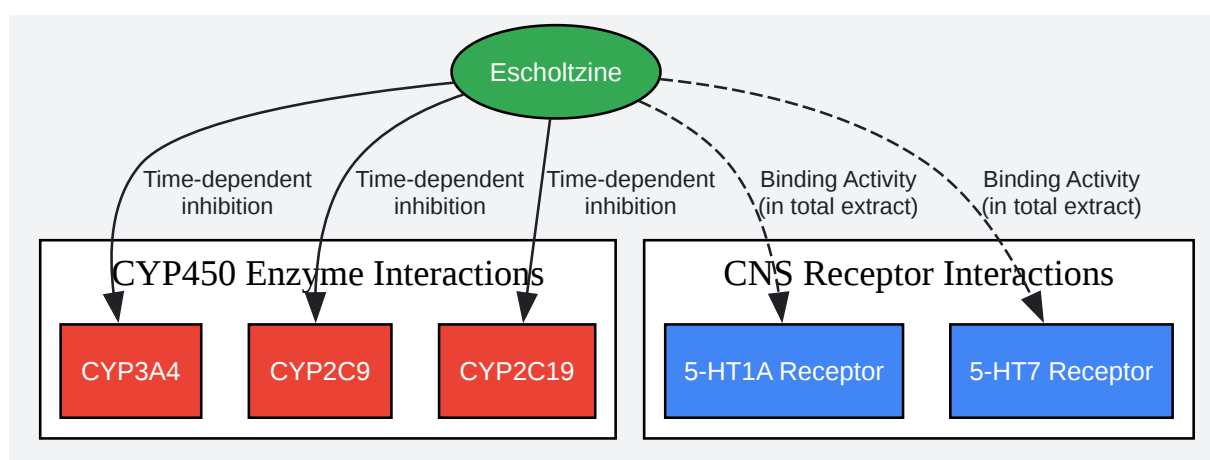 Escholtzine
Time-dependent
inhibition
Time-dependent
inhibition
Time-dependent
inhibition
Binding Activity
(in total extract)
Binding Activity
(in total extract)
CYP450 Enzyme Interactions
CNS Receptor Interactions
CYP3A4
CYP2C9
CYP2C19
5-HT1A Receptor
5-HT7 Receptor